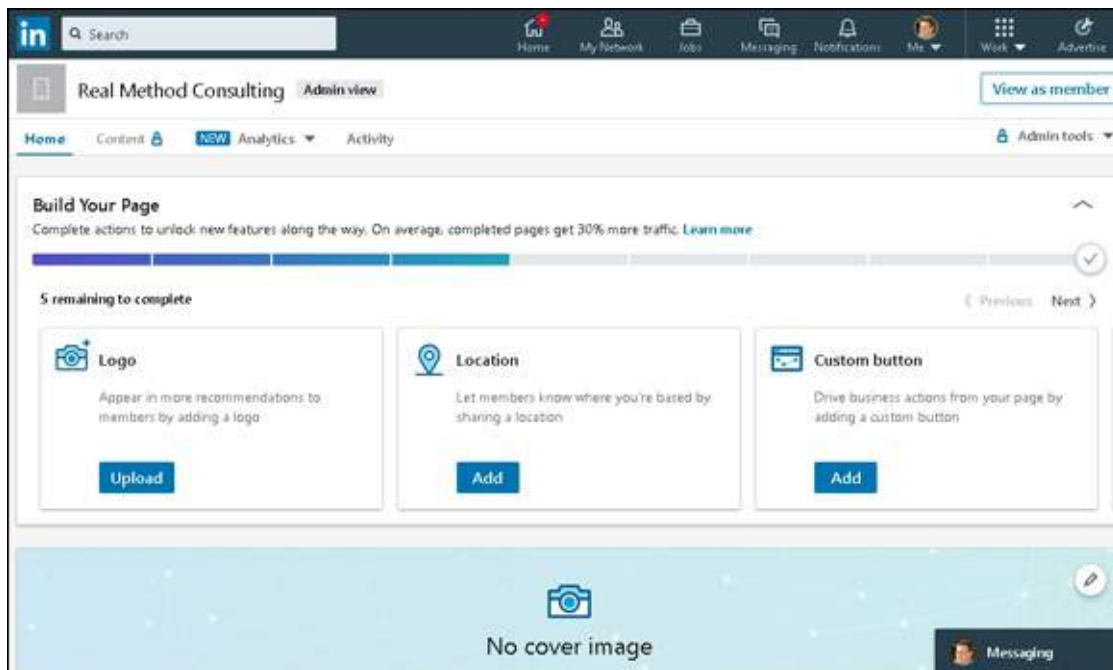 in Search Home My Network Jobs Messaging Notifications Me Work Advertise
Real Method Consulting Admin view View as member
Home Content NEW Analytics Activity Admin tools
Build Your Page
Complete actions to unlock new features along the way. On average, completed pages get 30% more traffic. Learn more
5 remaining to complete Previous Next
Logo
Appear in more recommendations to
members by adding a logo
Upload
Location
Let members know where you're based by
sharing a location
Add
Custom button
Drive business actions from your page by
adding a custom button
Add
No cover image
Messaging